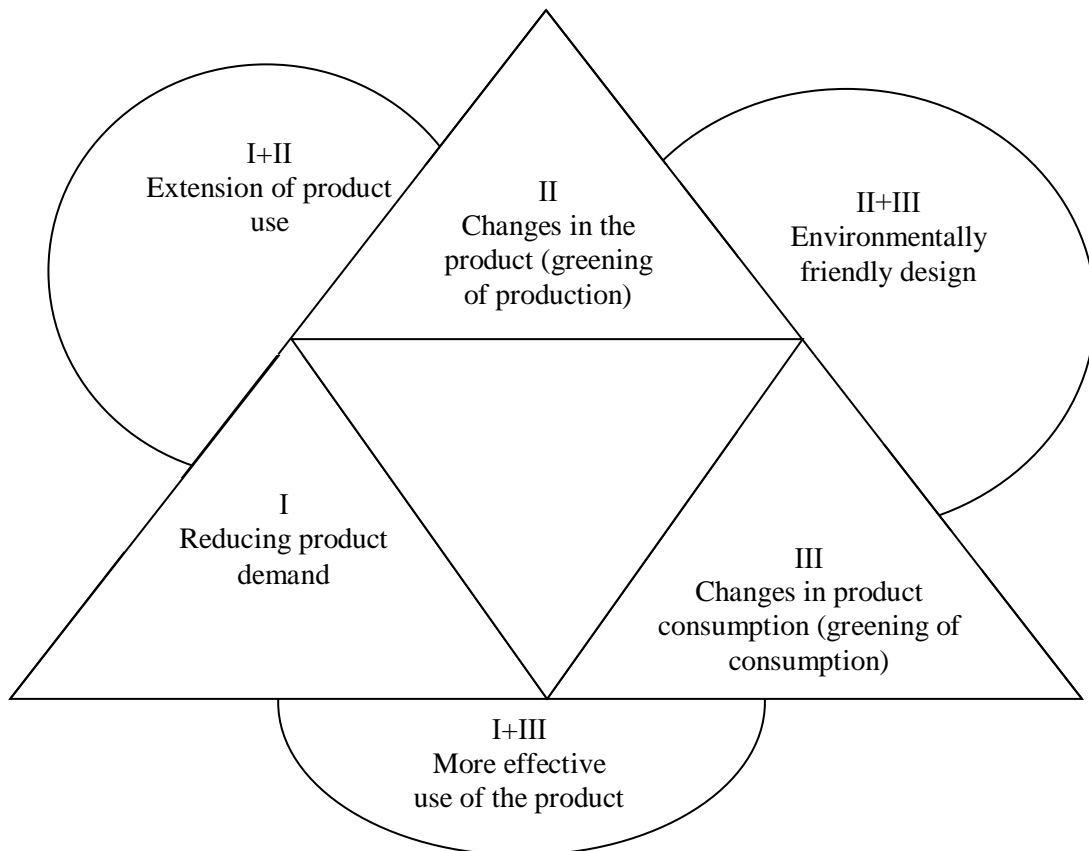 I+II
Extension of product
use
II
Changes in the
product (greening
of production)
II+III
Environmentally
friendly design
I
Reducing product
demand
III
Changes in product
consumption (greening of
consumption)
I+III
More effective
use of the product